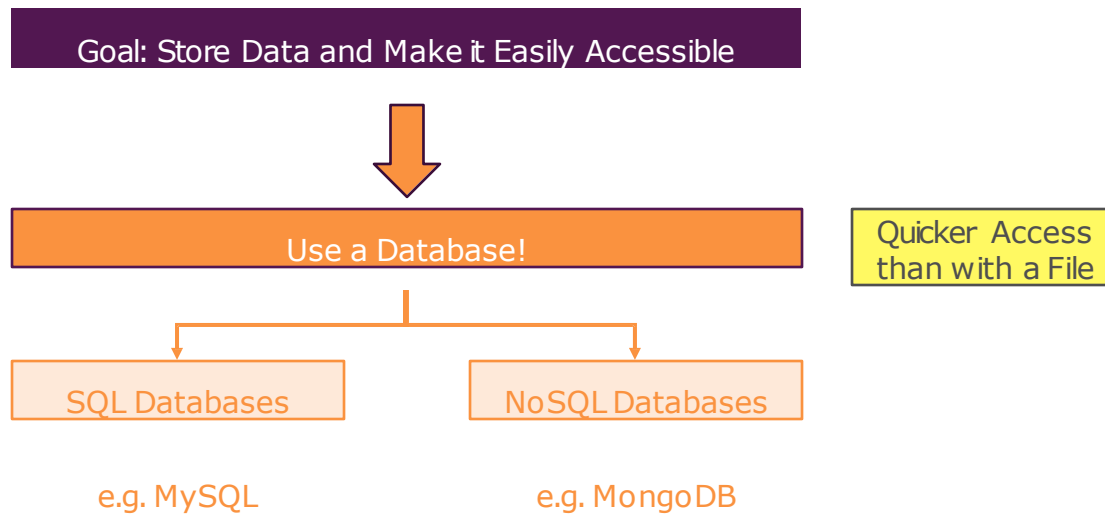 Goal: Store Data and Make it Easily Accessible
Use a Database!
Quicker Access
than with a File
SQL Databases
NoSQL Databases
e.g. MySQL
e.g. MongoDB